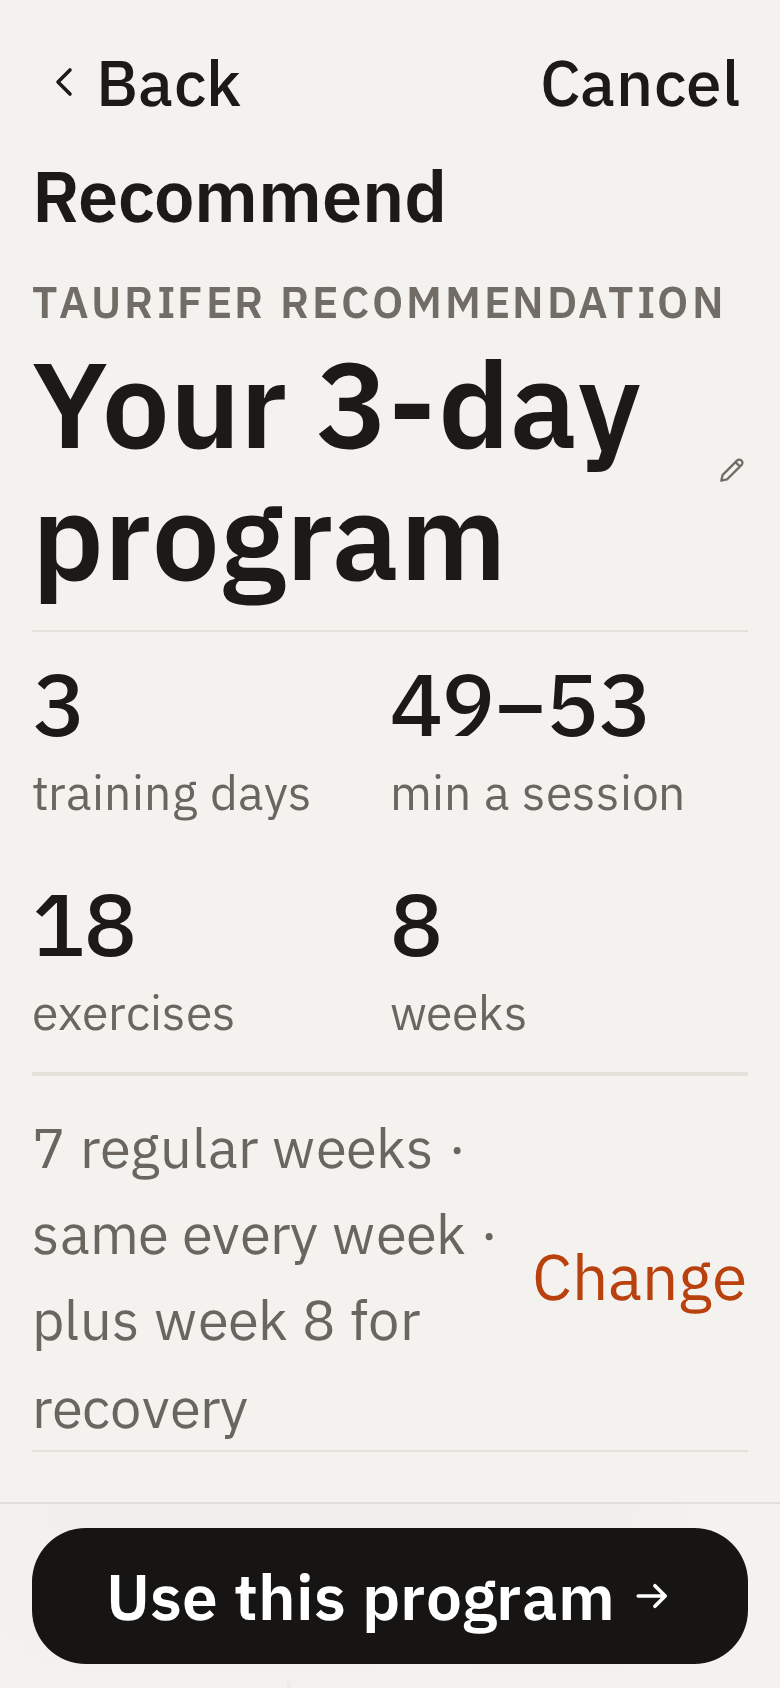 Back
Cancel
Recommend
TAURIFER RECOMMENDATION
Your 3-day
program
3
49–53
training days
min a session
18
8
exercises
weeks
7 regular weeks ·
same every week ·
plus week 8 for
recovery
Change
Use this program →